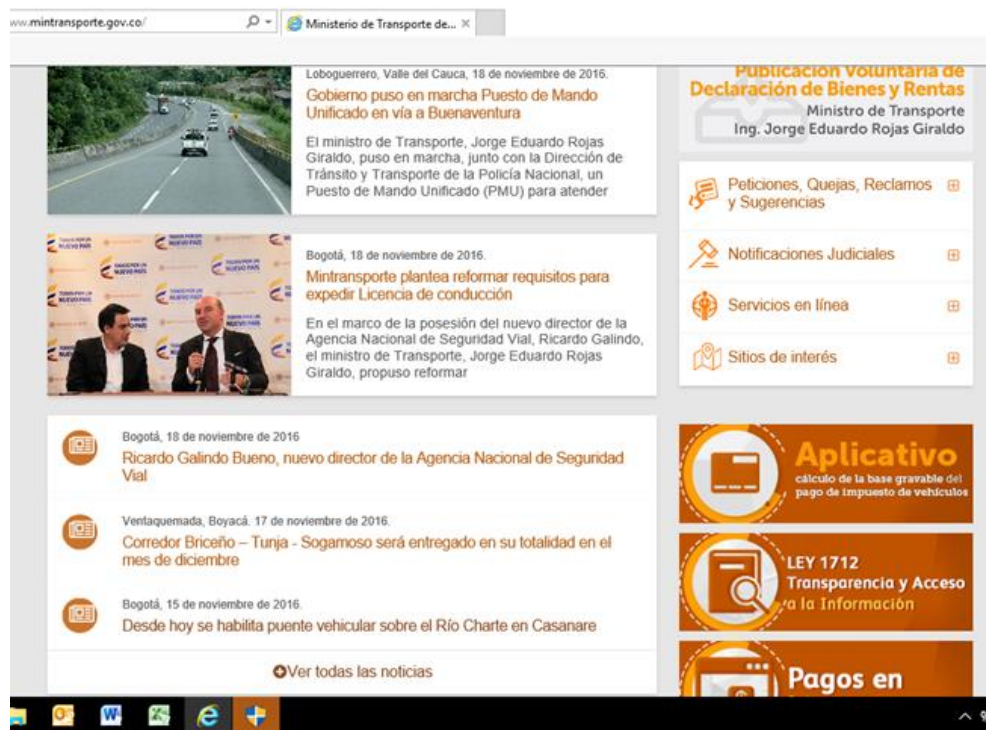 ww.mintransporte.gov.co/
Ministerio de Transporte de...
Loboguerrero, Valle del Cauca, 18 de noviembre de 2016.
Gobierno puso en marcha Puesto de Mando
Unificado en vía a Buenaventura
El ministro de Transporte, Jorge Eduardo Rojas
Giraldo, puso en marcha, junto con la Dirección de
Tránsito y Transporte de la Policía Nacional, un
Puesto de Mando Unificado (PMU) para atender
Bogotá, 18 de noviembre de 2016.
Mintransporte plantea reformar requisitos para
expedir Licencia de conducción
En el marco de la posesión del nuevo director de la
Agencia Nacional de Seguridad Vial, Ricardo Galindo,
el ministro de Transporte, Jorge Eduardo Rojas
Giraldo, propuso reformar
TODOS POR UN
NUEVO PAÍS
Bogotá, 18 de noviembre de 2016
Ricardo Galindo Bueno, nuevo director de la Agencia Nacional de Seguridad
Vial
Ventaquemada, Boyacá. 17 de noviembre de 2016.
Corredor Briceño – Tunja - Sogamoso será entregado en su totalidad en el
mes de diciembre
Bogotá, 15 de noviembre de 2016.
Desde hoy se habilita puente vehicular sobre el Río Charte en Casanare
Ver todas las noticias
Publicación Voluntaria de
Declaración de Bienes y Rentas
Ministro de Transporte
Ing. Jorge Eduardo Rojas Giraldo
Peticiones, Quejas, Reclamos
y Sugerencias
Notificaciones Judiciales
Servicios en línea
Sitios de interés
Aplicativo
cálculo de la base gravable del
pago de impuesto de vehículos
LEY 1712
Transparencia y Acceso
a la Información
Pagos en